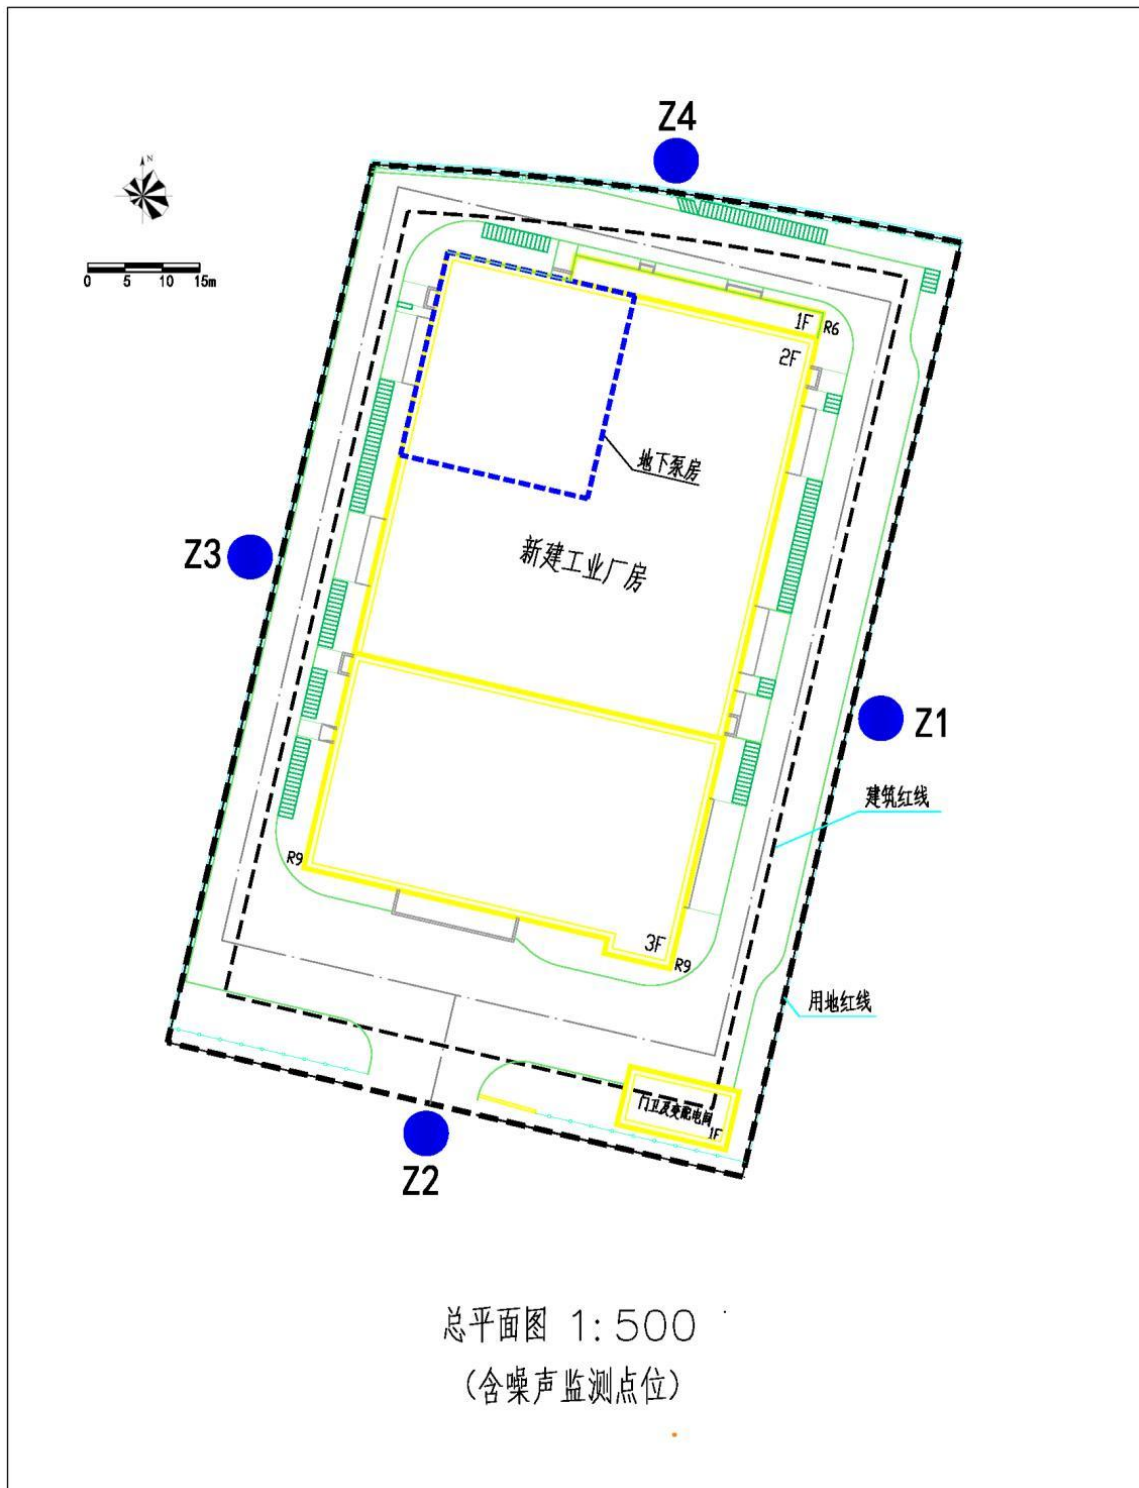 Z4
N
0 5 10 15m
1F
R6
2F
地下泵房
Z3
新建工业厂房
Z1
建筑红线
R9
3F
R9
用地红线
门卫及变配电间
1F
Z2
总平面图 1:500
(含噪声监测点位)